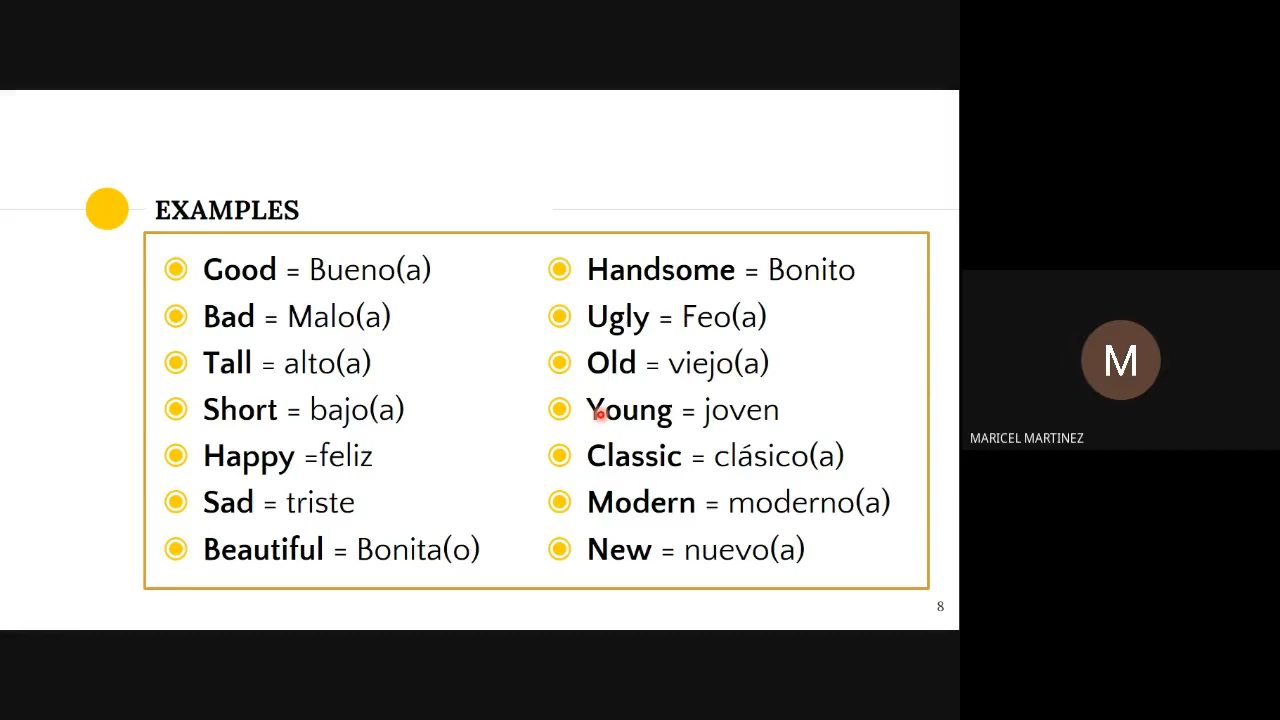 EXAMPLES
Good = Bueno(a)
Bad = Malo(a)
Tall = alto(a)
Short = bajo(a)
Happy =feliz
Sad = triste
Beautiful = Bonita(o)
Handsome = Bonito
Ugly = Feo(a)
Old = viejo(a)
Young = joven
Classic = clásico(a)
Modern = moderno(a)
New = nuevo(a)
8
M
MARICEL MARTINEZ